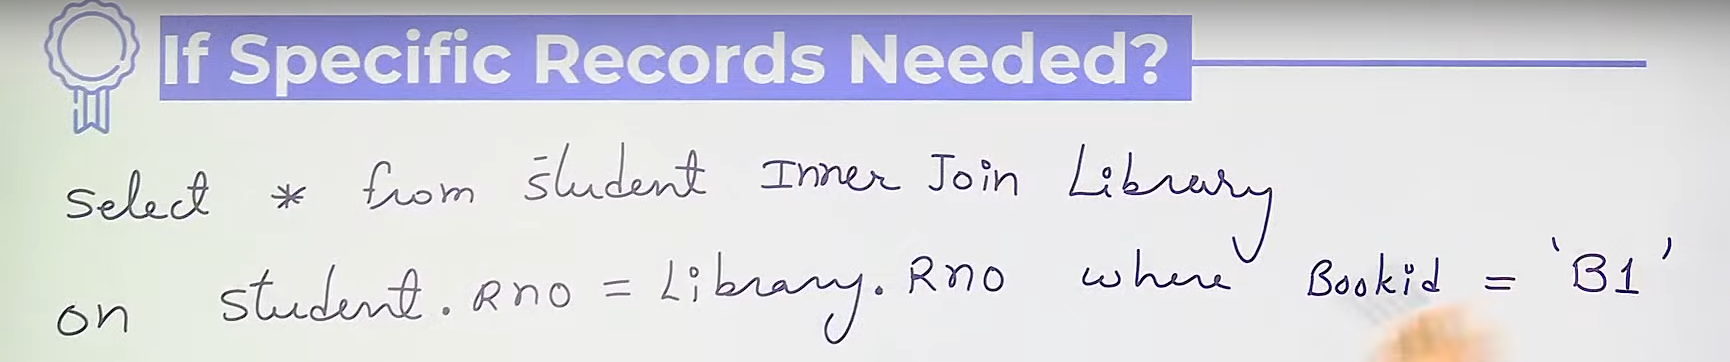 If Specific Records Needed?
Select * from student Inner Join Library
on student.Rno = Library.Rno where Bookid = 'B1'